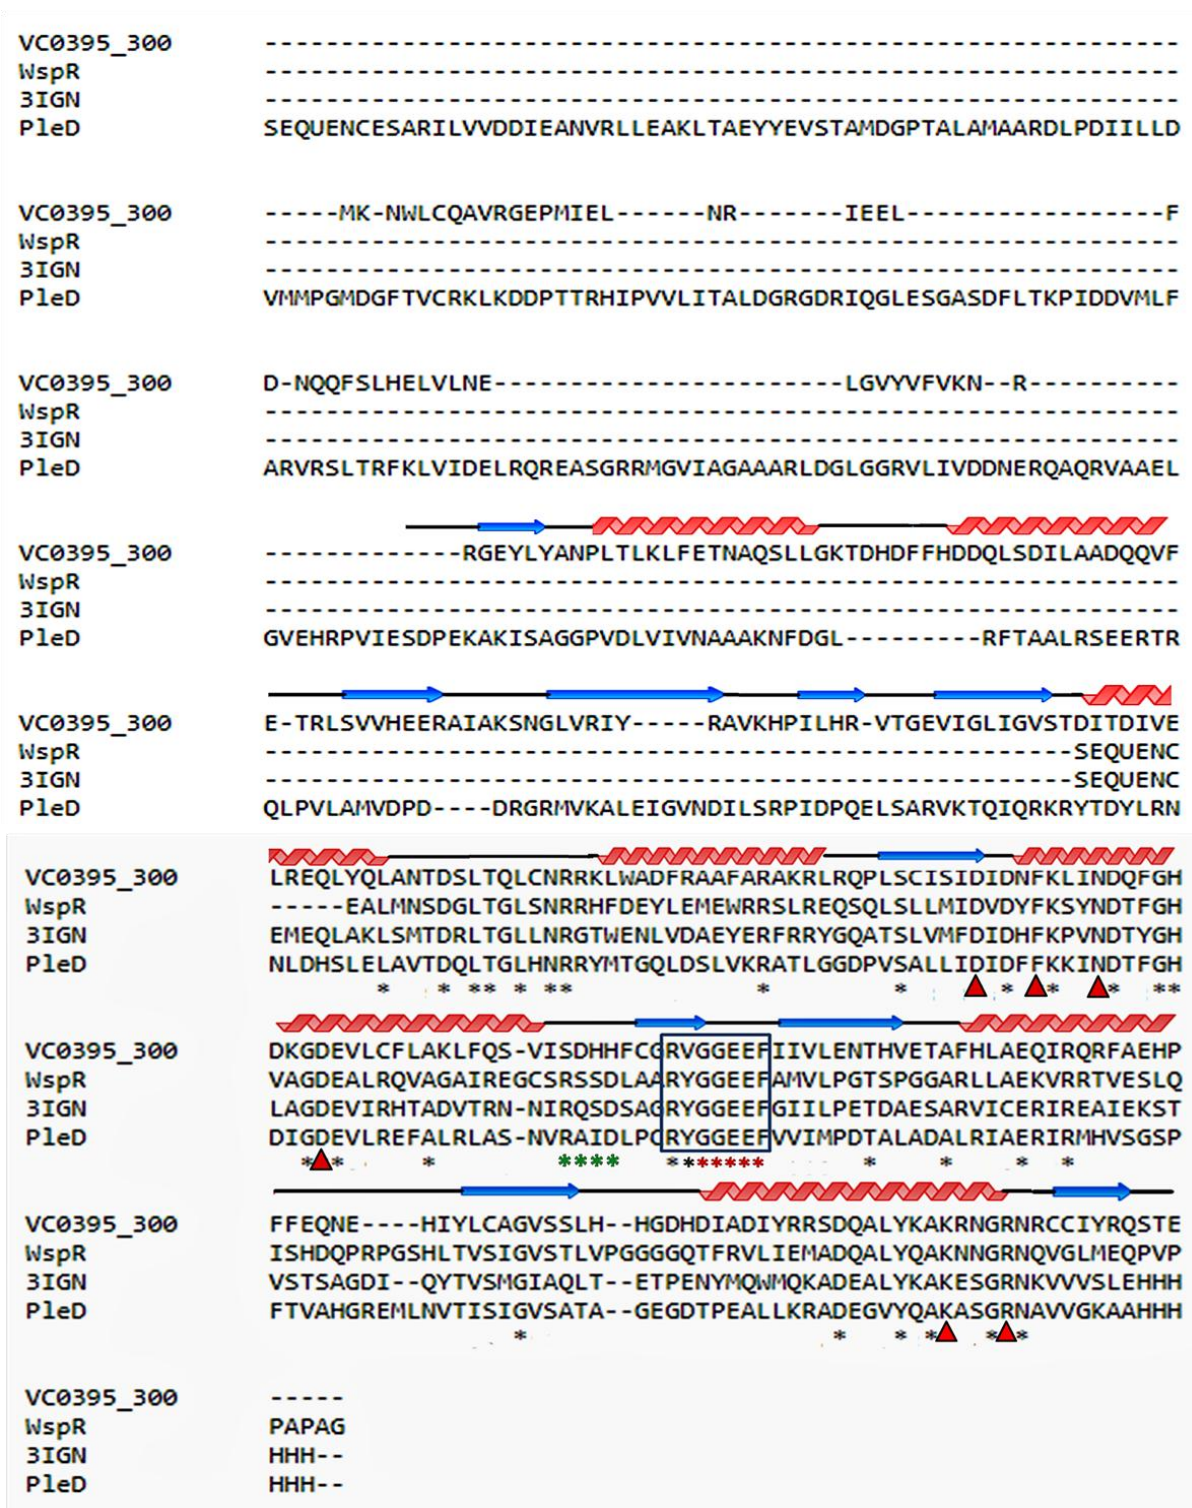 VC0395_300 ------------------------------------------------------------
WspR ------------------------------------------------------------
3IGN ------------------------------------------------------------
PleD SEQUENCESARILVVDDIEANVRLLEAKLTAEYYEVSTAMDGPTALAMAARDLPDIILLD
VC0395_300 -----MK-NWLCQAVRGEPMIEL------NR-------IEEL-----------------F
WspR ------------------------------------------------------------
3IGN ------------------------------------------------------------
PleD VMMPGMDGFTVCRKLKDDPTTRHIPVVLITALDGRGDRIQGLESGASDFLTKPIDDVMLF
VC0395_300 D-NQQFSLHELVLNE-----------------------LGVYVFVKN--R----------
WspR ------------------------------------------------------------
3IGN ------------------------------------------------------------
PleD ARVRSLTRFKLVIDELRQREASGRRMGVIAGAAARLDGLGGRVLIVDDNERQAQRVAAEL
VC0395_300 -------------RGEYLYANPLTLKLFETNAQSLLGKTDHDFFHDDQLSDILAADQQVF
WspR ------------------------------------------------------------
3IGN ------------------------------------------------------------
PleD GVEHRPVIESDPEKAKISAGGPVDLVIVNAAAKNFDGL---------RFTAALRSEERTR
VC0395_300 E-TRLSVVHEERAIAKSNGLVRIY-----RAVKHPILHR-VTGEVIGLIGVSTDITDIVE
WspR -----------------------------------------------------SEQUENC
3IGN -----------------------------------------------------SEQUENC
PleD QLPVLAMVDPD----DRGRMVKALEIGVNDILSRPIDPQELSARVKTQIQRKRYTDYLRN
VC0395_300 LREQLYQLANTDSLTQLCNRRKLWADFRAAFARAKRLRQPLSCISIDIDNFKLINDQFGH
WspR -----EALMNSDGLTGLSNRRHFDEYLEMEWRRSLREQSQLSLLMIDVDYFKSYNDTFGH
3IGN EMEQLAKLSMTDRLTGLLNRGTWENLVDAEYERFRRYGQATSLVMFDIDHFKPVNDTYGH
PleD NLDHSLELAVTDQLTGLHNRRYMTGQLDSLVKRATLGGDPVSALLIDIDFFKKINDTFGH
* * ** * ** * * * * * **
VC0395_300 DKGDEVLCFLAKLFQS-VISDHHFCGRVGGEEFIIVLENTHVETAFHLAEQIRQRFAEHP
WspR VAGDEALRQVAGAIREGCSRSSDLAARYGGEEFAMVLPGTSPGGARLLAEKVRRTVESLQ
3IGN LAGDEVIRHTADVTRN-NIRQSDSAGRYGGEEFGIILPETDAESARVICERIREAIEKST
PleD DIGDEVLREFALRLAS-NVRAIDLPCRYGGEEFVVIMPDTALADALRIAERIRMHVSGSP
* * * **** ******* * * * *
VC0395_300 FFEQNE----HIYLCAGVSSLH--HGDHDIADIYRRSDQALYKAKRNGRNRCCIYRQSTE
WspR ISHDQPRPGSHLTVSIGVSTLVPGGGGQTFRVLIEMADQALYQAKNNGRNQVGLMEQPVP
3IGN VSTSAGDI--QYTVSMGIAQLT--ETPENYMQWMQKADEALYKAKESGRNKVVVSLEHHH
PleD FTVAHGREMLNVTISIGVSATA--GEGDTPEALLKRADEGVYQAKASGRNAVVGKAAHHH
* * * * * *
VC0395_300 -----
WspR PAPAG
3IGN HHH--
PleD HHH--